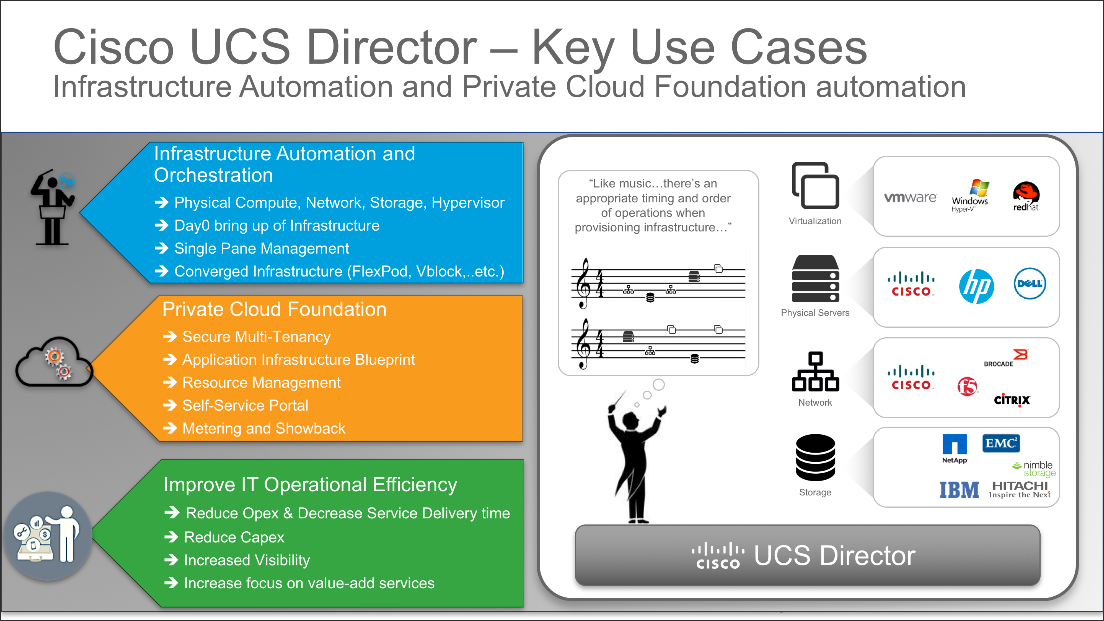 Cisco UCS Director – Key Use Cases
Infrastructure Automation and Private Cloud Foundation automation
Infrastructure Automation and
Orchestration
➔ Physical Compute, Network, Storage, Hypervisor
➔ Day0 bring up of Infrastructure
➔ Single Pane Management
➔ Converged Infrastructure (FlexPod, Vblock,..etc.)
Private Cloud Foundation
➔ Secure Multi-Tenancy
➔ Application Infrastructure Blueprint
➔ Resource Management
➔ Self-Service Portal
➔ Metering and Showback
Improve IT Operational Efficiency
➔ Reduce Opex & Decrease Service Delivery time
➔ Reduce Capex
➔ Increased Visibility
➔ Increase focus on value-add services
“Like music…there’s an
appropriate timing and order
of operations when
provisioning infrastructure…”
4
4
4
4
Virtualization
vmware
Windows
Hyper-V
redhat
Physical Servers
CISCO
hp
DELL
Network
CISCO
BROCADE
f5
CITRIX
Storage
NetApp
EMC²
nimble
storage
IBM
HITACHI
Inspire the Next
CISCO UCS Director